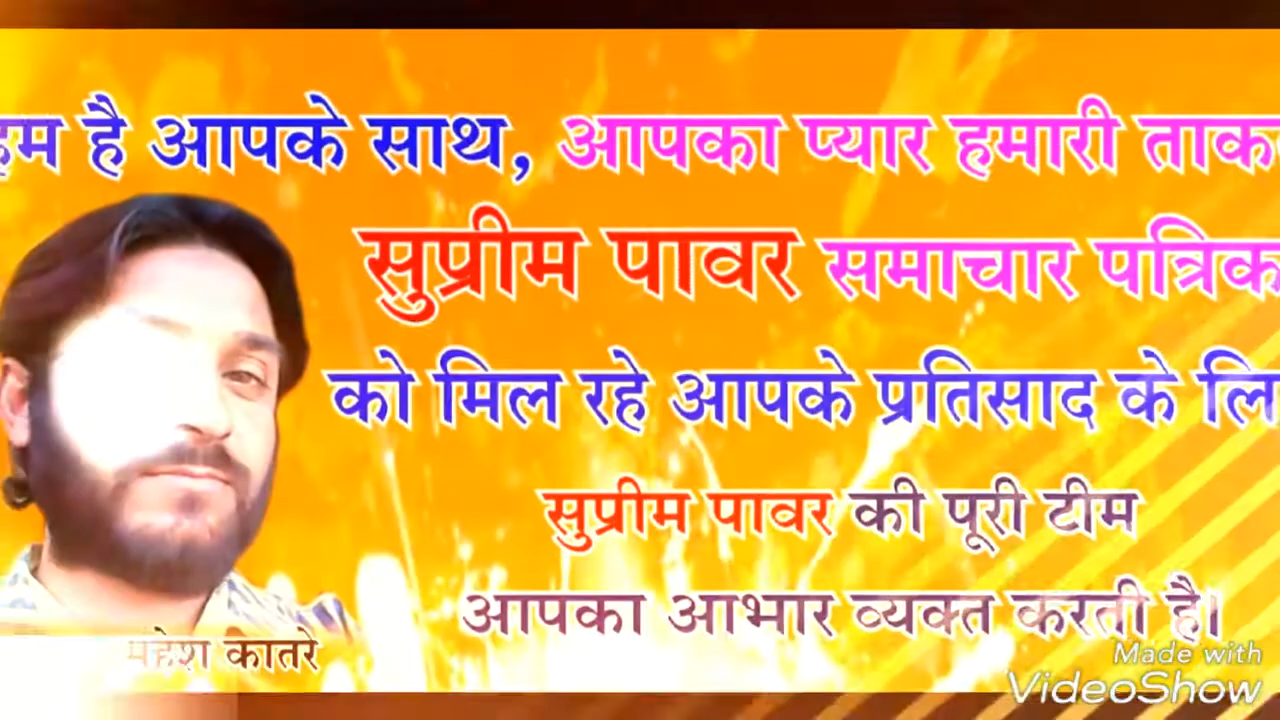 हम है आपके साथ, आपका प्यार हमारी
सुप्रीम पावर समाचार
को मिल रहे आपके प्रतिसाद के
सुप्रीम पावर की पूरी टीम
आपका आभार व्यक्त करती है।
महेश कातरे
Made with
VideoShow